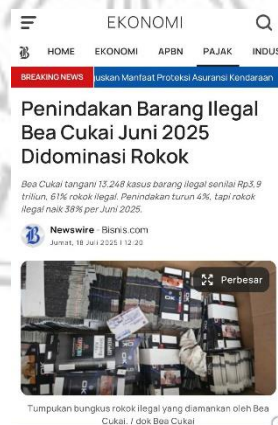 EKONOMI
HOME EKONOMI APBN PAJAK INDUS
BREAKING NEWS uskan Manfaat Proteksi Asuransi Kendaraan
Penindakan Barang Ilegal
Bea Cukai Juni 2025
Didominasi Rokok
Bea Cukai tangani 13.248 kasus barang ilegal senilai Rp3,9
triliun, 61% rokok ilegal. Penindakan turun 4%, tapi rokok
ilegal naik 38% per Juni 2025.
Newswire - Bisnis.com
Jumat, 18 Juli 2025 | 12:20
Perbesar
Tumpukan bungkus rokok ilegal yang diamankan oleh Bea
Cukai. / dok Bea Cukai